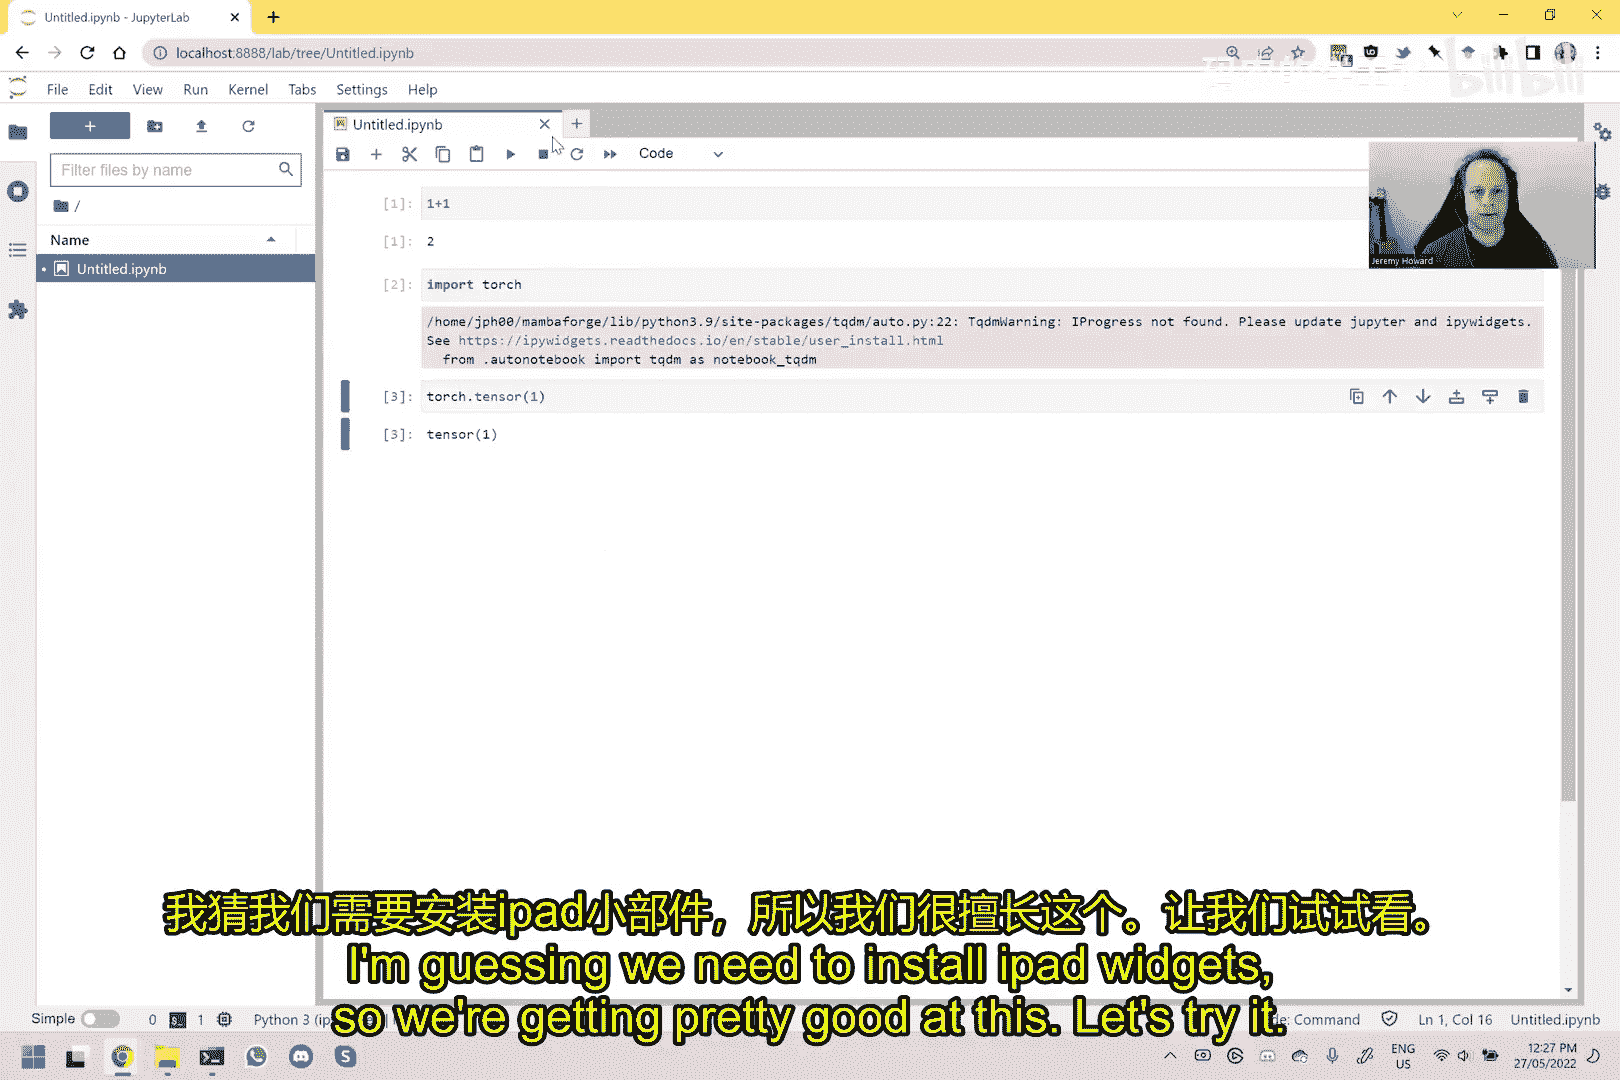 Untitled.ipynb - JupyterLab
localhost:8888/lab/tree/Untitled.ipynb
File Edit View Run Kernel Tabs Settings Help
Untitled.ipynb
Code
Filter files by name
/
Name
Untitled.ipynb
[1]: 1+1
[1]: 2
[2]: import torch
/home/jph00/mambaforge/lib/python3.9/site-packages/tqdm/auto.py:22: TqdmWarning: IProgress not found. Please update jupyter and ipywidgets.
See https://ipywidgets.readthedocs.io/en/stable/user_install.html
from .autonotebook import tqdm as notebook_tqdm
[3]: torch.tensor(1)
[3]: tensor(1)
Jeremy Howard
bilibili
我猜我们需要安装ipad小部件，所以我们很擅长这个。让我们试试看。
I'm guessing we need to install ipad widgets,
so we're getting pretty good at this. Let's try it.
Simple 0 1 Python 3 (ip
de: Command Ln 1, Col 16 Untitled.ipynb
ENG
US
12:27 PM
27/05/2022